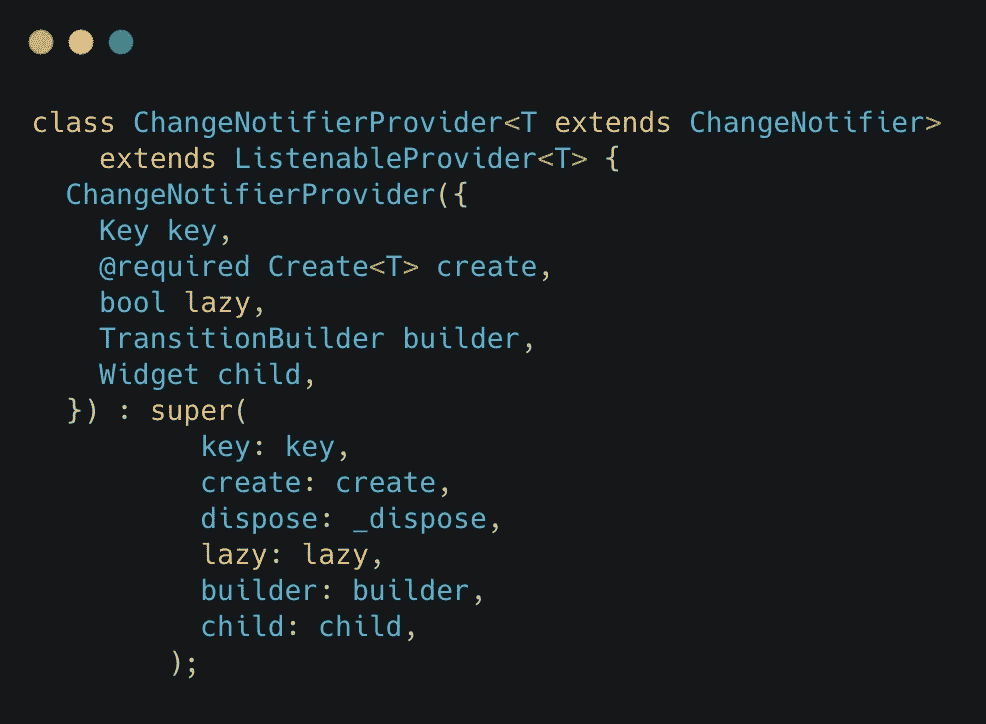 class ChangeNotifierProvider<T extends ChangeNotifier>
    extends ListenableProvider<T> {
  ChangeNotifierProvider({
    Key key,
    @required Create<T> create,
    bool lazy,
    TransitionBuilder builder,
    Widget child,
  }) : super(
          key: key,
          create: create,
          dispose: _dispose,
          lazy: lazy,
          builder: builder,
          child: child,
        );